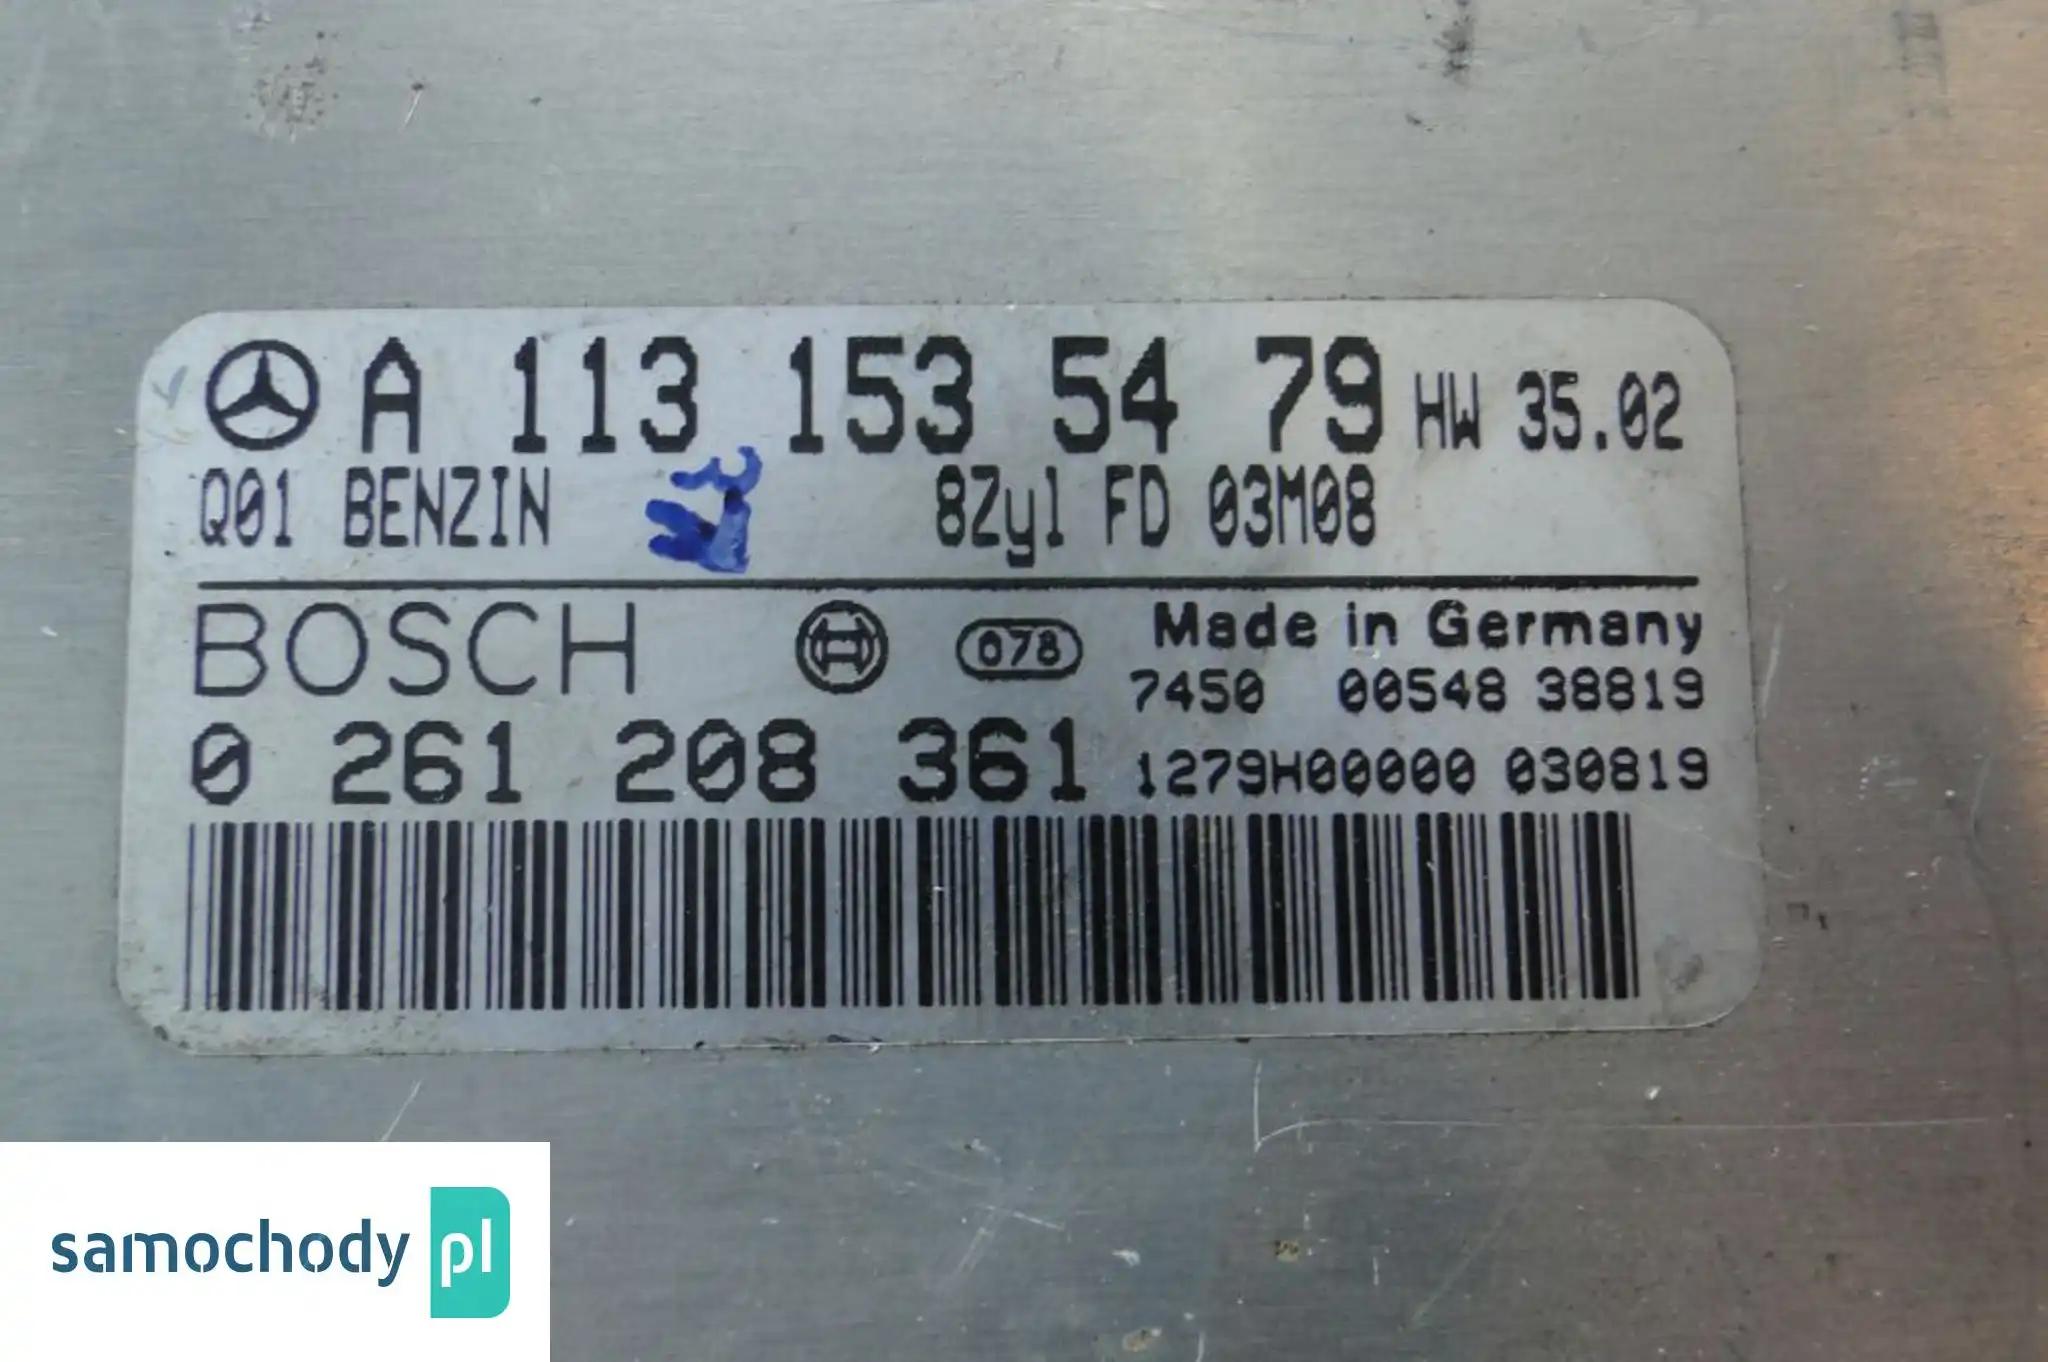 A 113 153 54 79 HW 35.02
Q01 BENZIN 8Zyl FD 03M08
BOSCH 078 Made in Germany
7450 00548 38819
0 261 208 361 1279H00000 030819
samochody pl